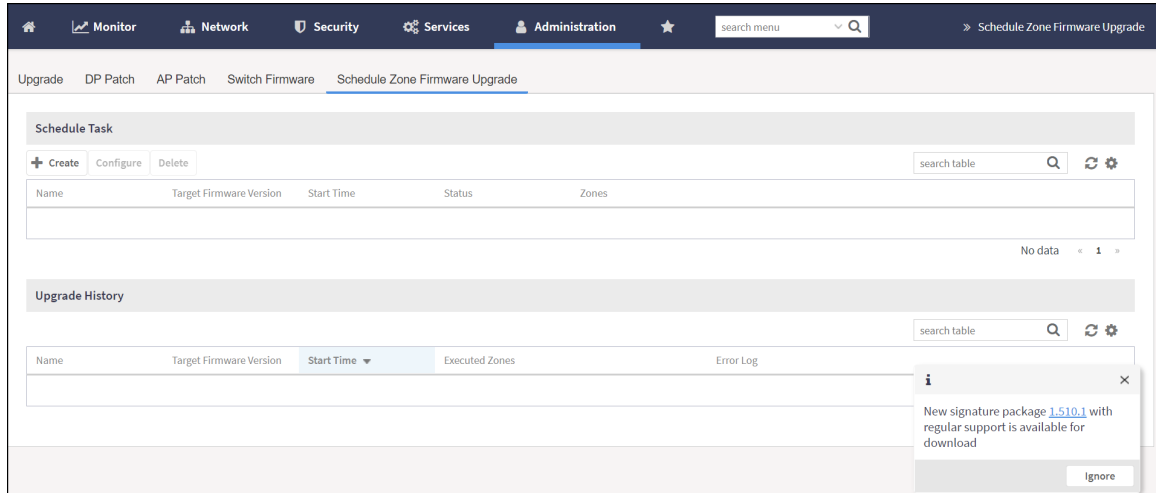 Monitor Network Security Services Administration search menu » Schedule Zone Firmware Upgrade
Upgrade DP Patch AP Patch Switch Firmware Schedule Zone Firmware Upgrade
Schedule Task
+ Create Configure Delete search table
Name Target Firmware Version Start Time Status Zones
No data « 1 »
Upgrade History
search table
Name Target Firmware Version Start Time Executed Zones Error Log
New signature package 1.510.1 with
regular support is available for
download
Ignore